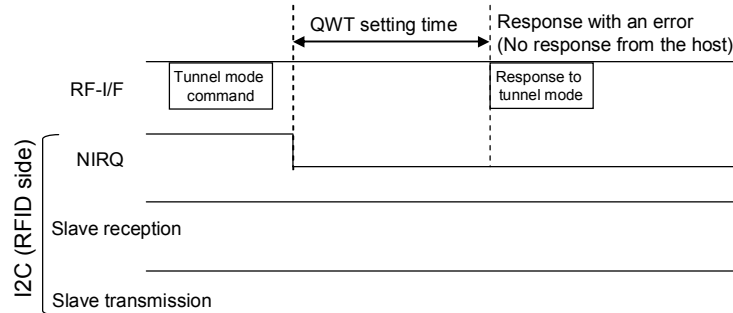 QWT setting time
Response with an error
(No response from the host)
RF-I/F
Tunnel mode
command
Response to
tunnel mode
I2C (RFID side)
NIRQ
Slave reception
Slave transmission